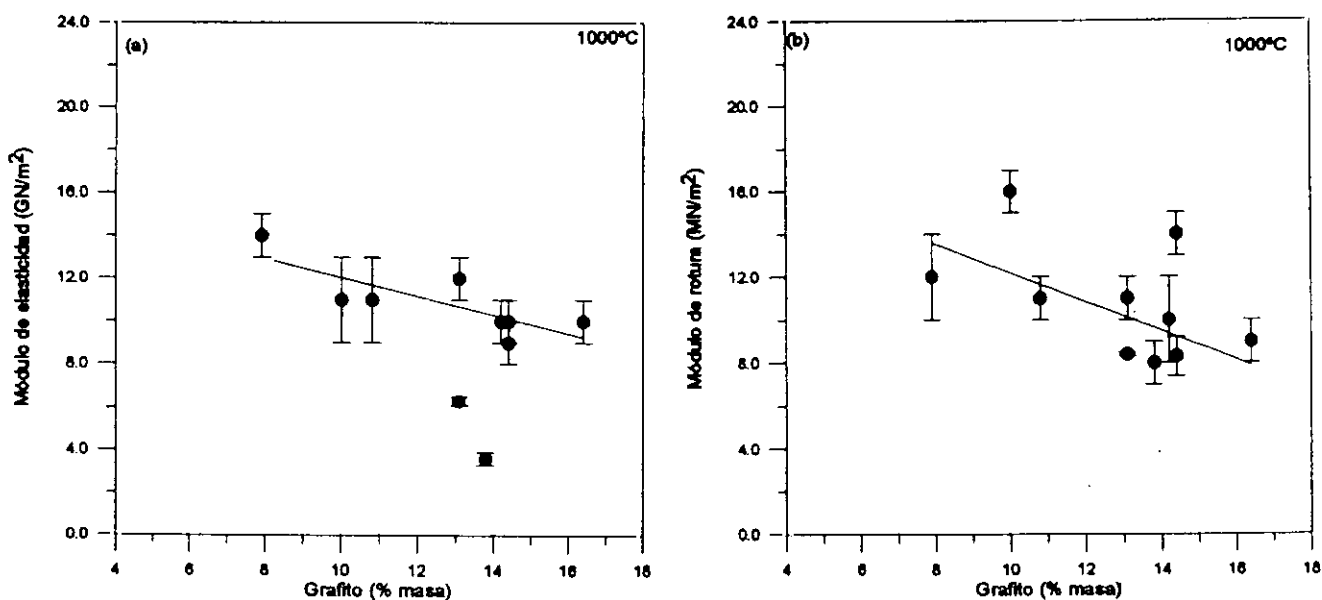 (a)
1000ºC
24.0
20.0
16.0
12.0
8.0
4.0
0.0
Módulo de elasticidad (GN/m²)
4 6 8 10 12 14 16 18
Grafito (% masa)
(b)
1000ºC
24.0
20.0
16.0
12.0
8.0
4.0
0.0
Módulo de rotura (MN/m²)
4 6 8 10 12 14 16 18
Grafito (% masa)